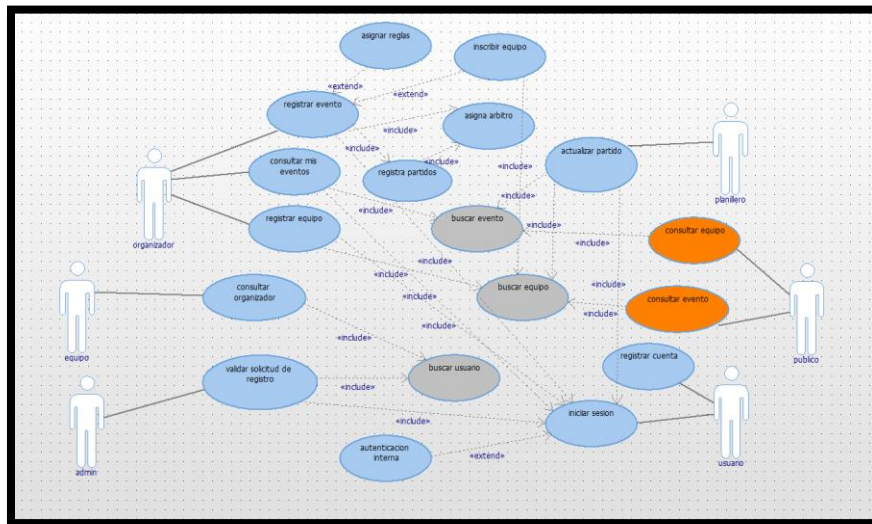 asignar reglas
inscribir equipo
«extend»
«extend»
registrar evento
asigna arbitro
«include»
«include»
«include»
«include»
actualizar partido
planillero
consultar mis
eventos
registra partidos
«include»
«include»
organizador
registrar equipo
buscar evento
«include»
consultar equipo
«include»
«include»
consultar
organizador
buscar equipo
consultar evento
«include»
«include»
«include»
equipo
publico
«include»
registrar cuenta
validar solicitud de
registro
«include»
buscar usuario
«include»
iniciar sesion
autenticacion
interna
«extend»
admin
usuario